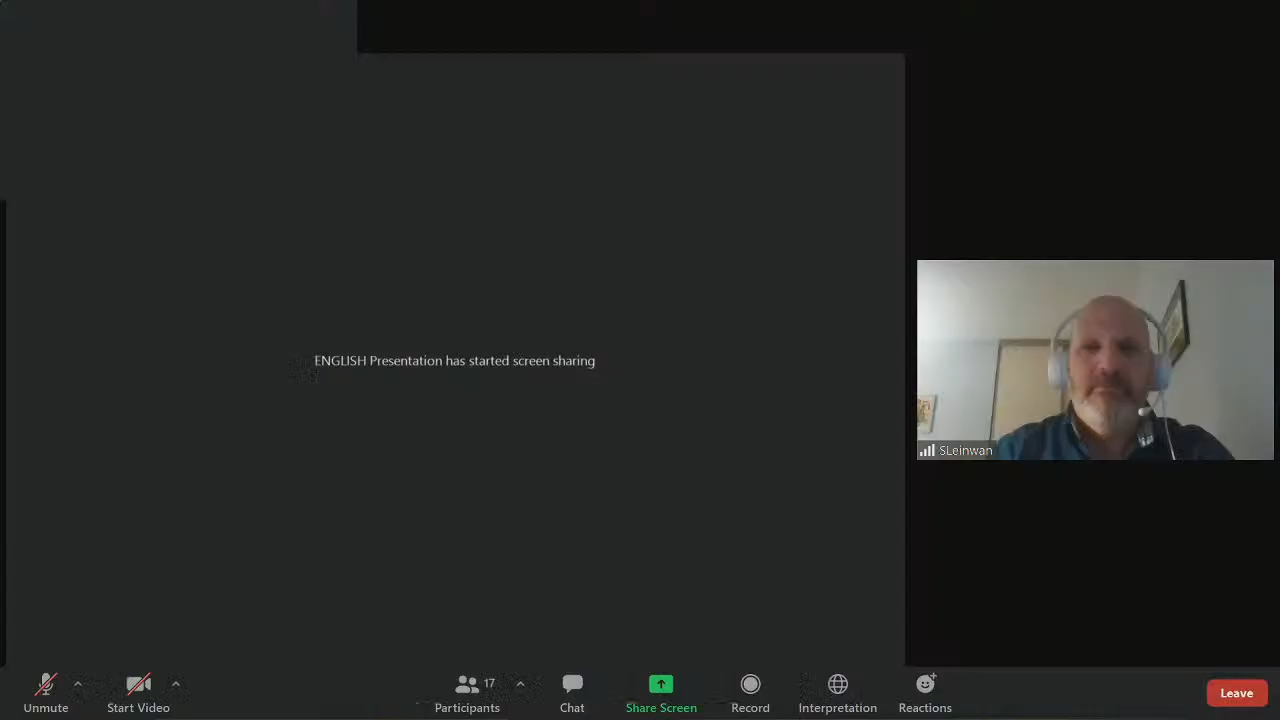 ENGLISH Presentation has started screen sharing
SLeinwan
17
Unmute
Start Video
Participants
Chat
Share Screen
Record
Interpretation
Reactions
Leave